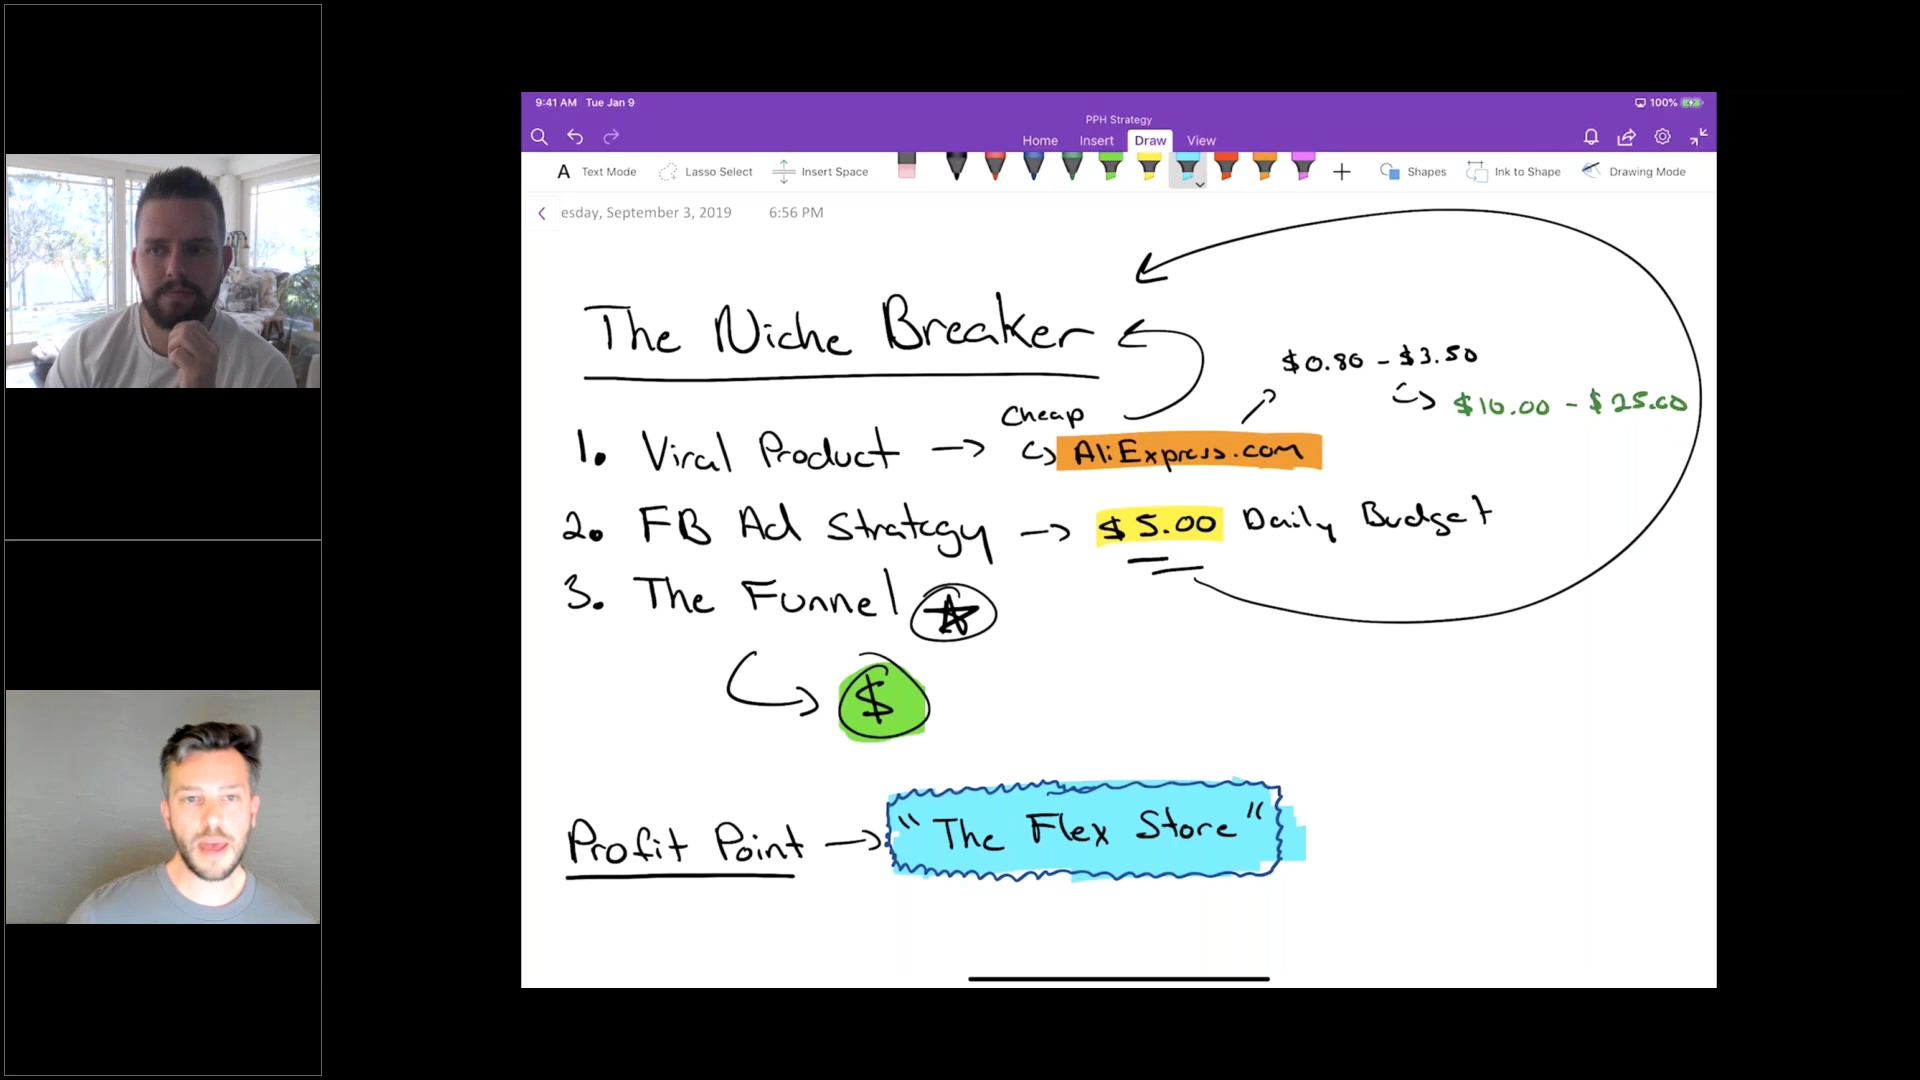 9:41 AM Tue Jan 9
100%
PPH Strategy
Home Insert Draw View
A Text Mode Lasso Select Insert Space Shapes Ink to Shape Drawing Mode
esday, September 3, 2019 6:56 PM
The Niche Breaker
$0.80 - $3.50
$10.00 - $25.00
Cheap
1. Viral Product → AliExpress.com
2. FB Ad Strategy → $5.00 Daily Budget
3. The Funnel
$
Profit Point → "The Flex Store"